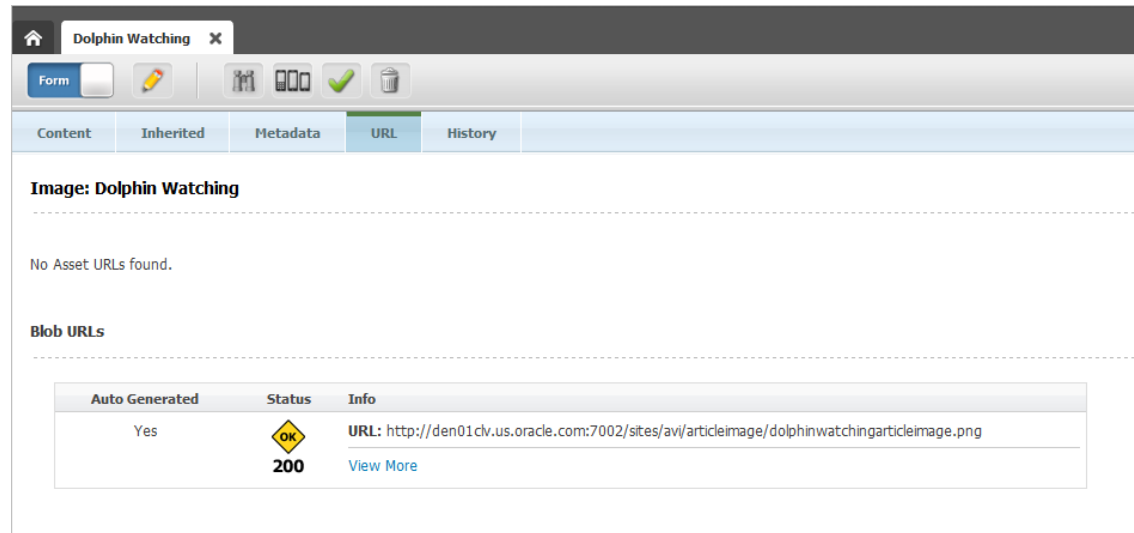 Dolphin Watching
Form
Content Inherited Metadata URL History
Image: Dolphin Watching
No Asset URLs found.
Blob URLs
Auto Generated Status Info
Yes OK URL: http://den01clv.us.oracle.com:7002/sites/avi/articleimage/dolphinwatchingarticleimage.png
200 View More